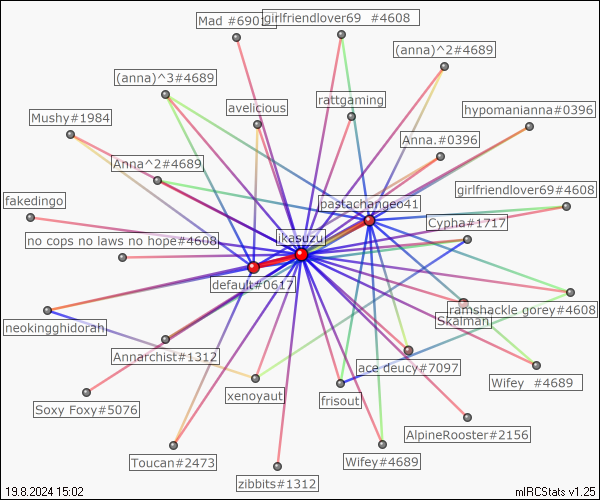 Mad #6901
girlfriendlover69 #4608
(anna)^2#4689
(anna)^3#4689
avelicious
rattgaming
hypomanianna#0396
Mushy#1984
Anna.#0396
Anna^2#4689
girlfriendlover69#4608
fakedingo
pastachangeo41
Cypha#1717
no cops no laws no hope#4608
ikasuzu
default#0617
ramshackle gorey#4608
Skalman
neokingghidorah
Annarchist#1312
ace deucy#7097
Wifey #4689
xenoyaut
frisout
Soxy Foxy#5076
AlpineRooster#2156
Toucan#2473
Wifey#4689
zibbits#1312
19.8.2024 15:02
mIRCStats v1.25